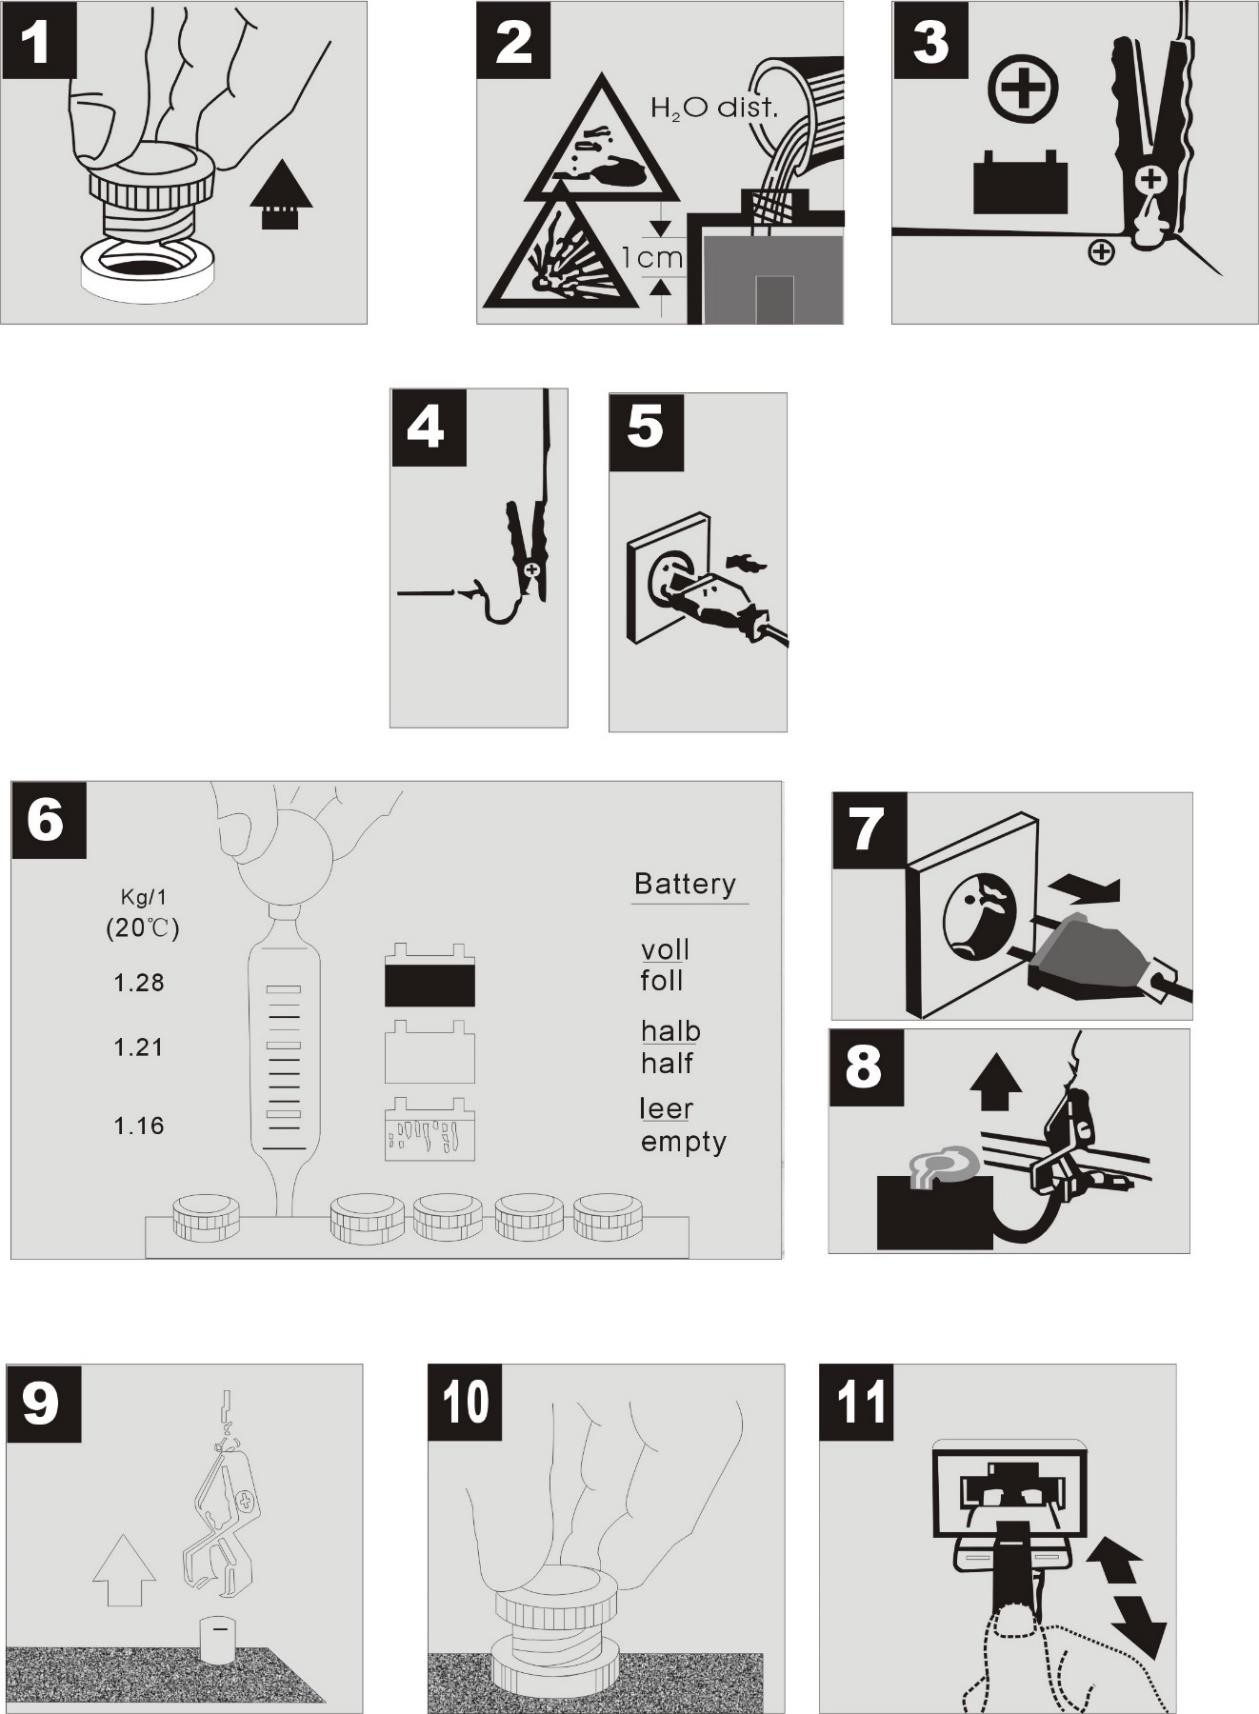 1
2
H₂O dist.
1cm
3
4
5
6
Kg/1
(20℃)
1.28
1.21
1.16
Battery
voll
foll
halb
half
leer
empty
7
8
9
10
11